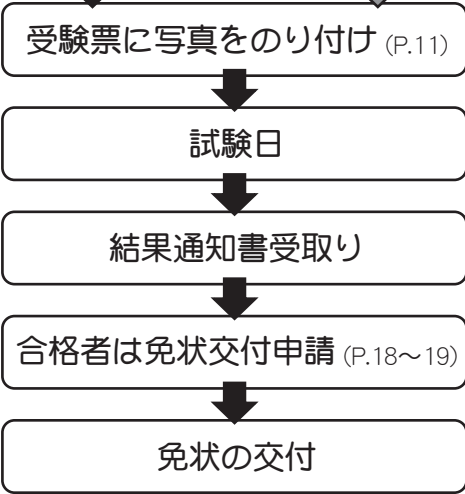 受験票に写真をのり付け (P.11)
試験日
結果通知書受取り
合格者は免状交付申請 (P.18～19)
免状の交付